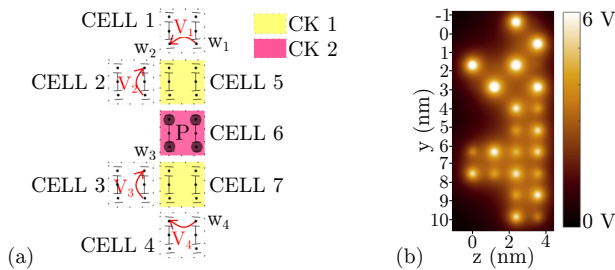 CELL 1
V1
w2
w1
CK 1
CK 2
CELL 2
V2
CELL 5
P
CELL 6
w3
CELL 3
V3
CELL 7
w4
V4
CELL 4
(a)
-1
0
1
2
3
4
5
6
7
8
9
10
y (nm)
0
2
4
z (nm)
6 V
0 V
(b)